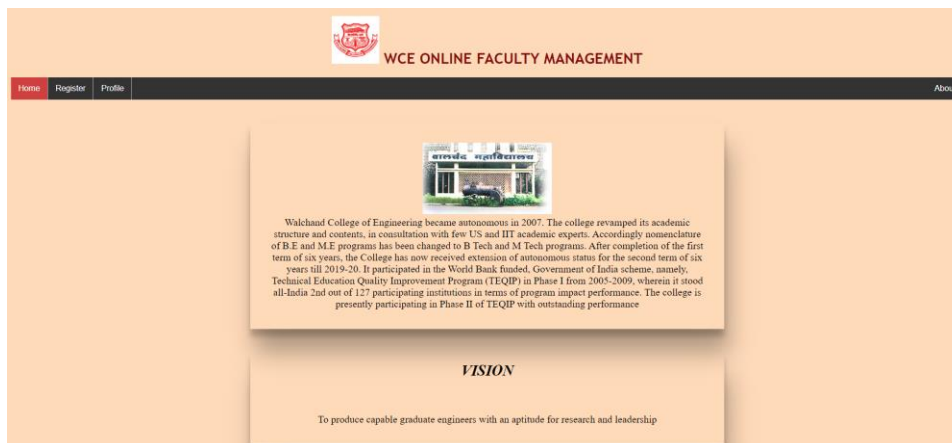 WCE ONLINE FACULTY MANAGEMENT
Home Register Profile Abou
वालचंद महाविद्यालय
Walchand College of Engineering became autonomous in 2007. The college revamped its academic
structure and contents, in consultation with few US and IIT academic experts. Accordingly nomenclature
of B.E and M.E programs has been changed to B Tech and M Tech programs. After completion of the first
term of six years, the College has now received extension of autonomous status for the second term of six
years till 2019-20. It participated in the World Bank funded, Government of India scheme, namely,
Technical Education Quality Improvement Program (TEQIP) in Phase I from 2005-2009, wherein it stood
all-India 2nd out of 127 participating institutions in terms of program impact performance. The college is
presently participating in Phase II of TEQIP with outstanding performance
VISION
To produce capable graduate engineers with an aptitude for research and leadership